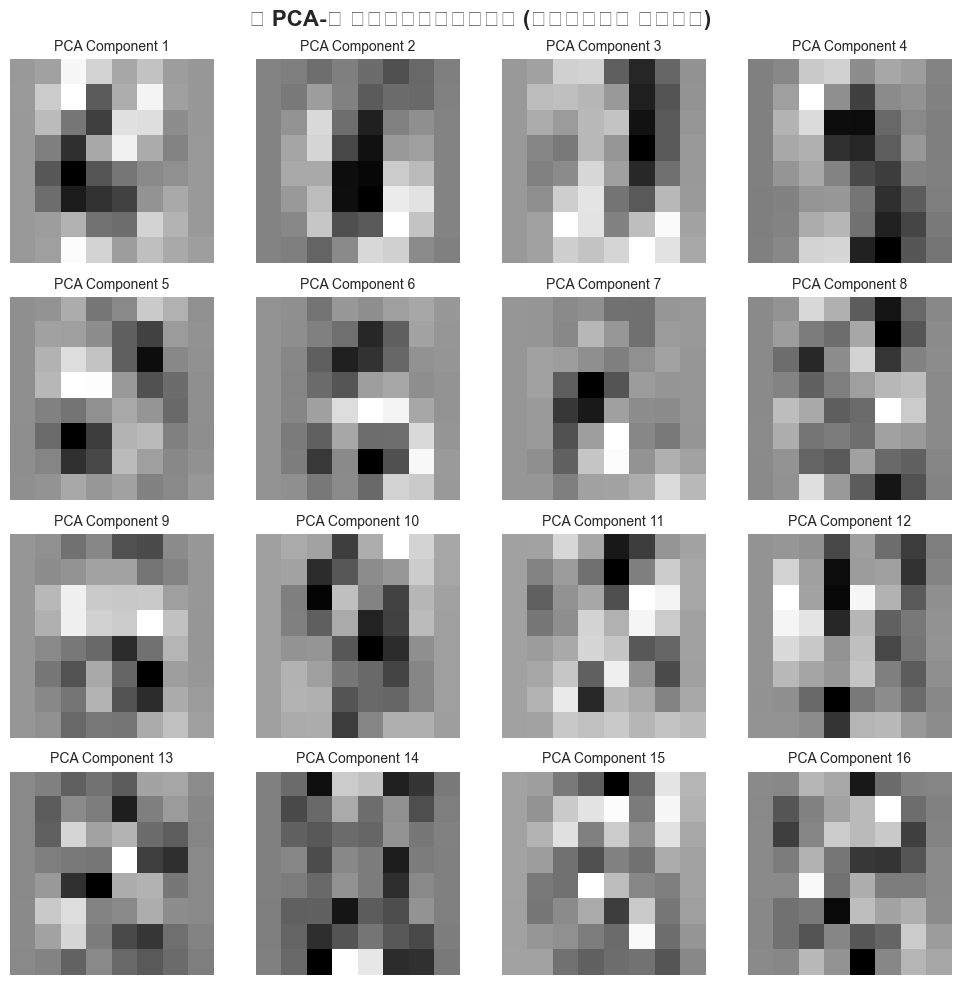 PCA-
PCA Component 1
PCA Component 2
PCA Component 3
PCA Component 4
PCA Component 5
PCA Component 6
PCA Component 7
PCA Component 8
PCA Component 9
PCA Component 10
PCA Component 11
PCA Component 12
PCA Component 13
PCA Component 14
PCA Component 15
PCA Component 16